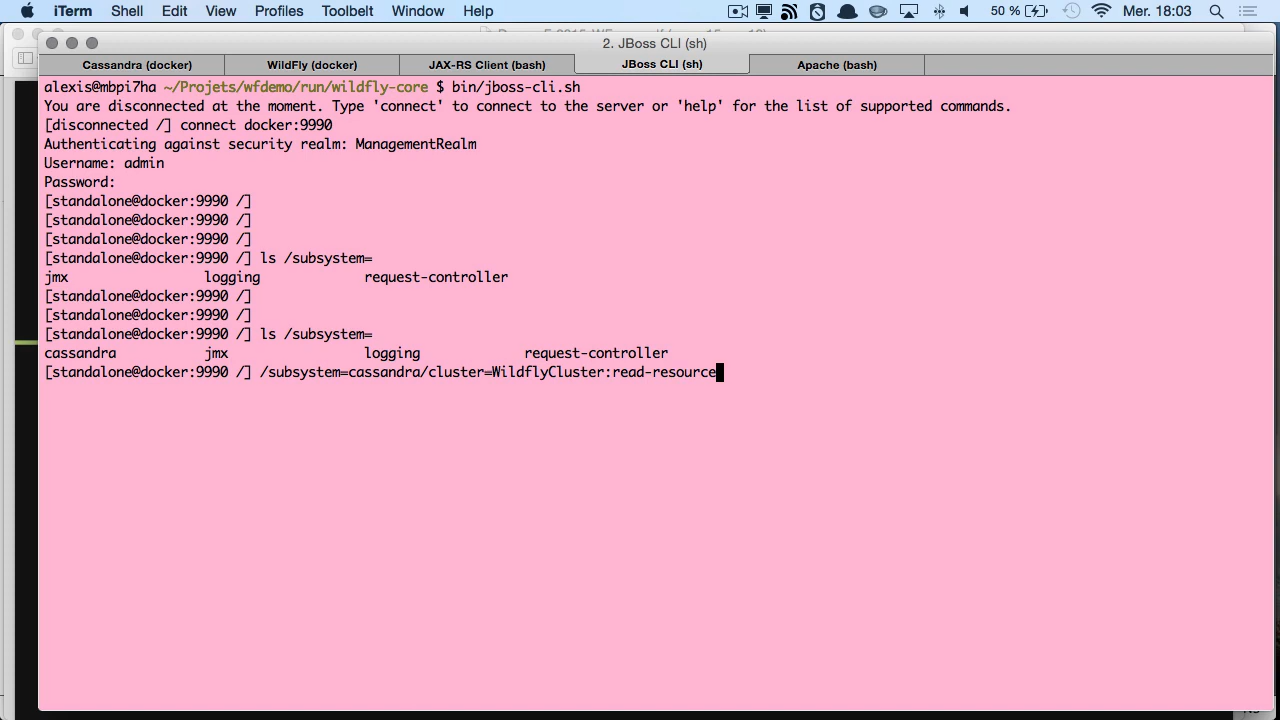 iTerm Shell Edit View Profiles Toolbelt Window Help 50 % Mer. 18:03
2. JBoss CLI (sh)
Cassandra (docker) WildFly (docker) JAX-RS Client (bash) JBoss CLI (sh) Apache (bash)
alexis@mbpi7ha ~/Projets/wfdemo/run/wildfly-core $ bin/jboss-cli.sh
You are disconnected at the moment. Type 'connect' to connect to the server or 'help' for the list of supported commands.
[disconnected /] connect docker:9990
Authenticating against security realm: ManagementRealm
Username: admin
Password:
[standalone@docker:9990 /]
[standalone@docker:9990 /]
[standalone@docker:9990 /]
[standalone@docker:9990 /] ls /subsystem=
jmx logging request-controller
[standalone@docker:9990 /]
[standalone@docker:9990 /]
[standalone@docker:9990 /] ls /subsystem=
cassandra jmx logging request-controller
[standalone@docker:9990 /] /subsystem=cassandra/cluster=WildflyCluster:read-resource